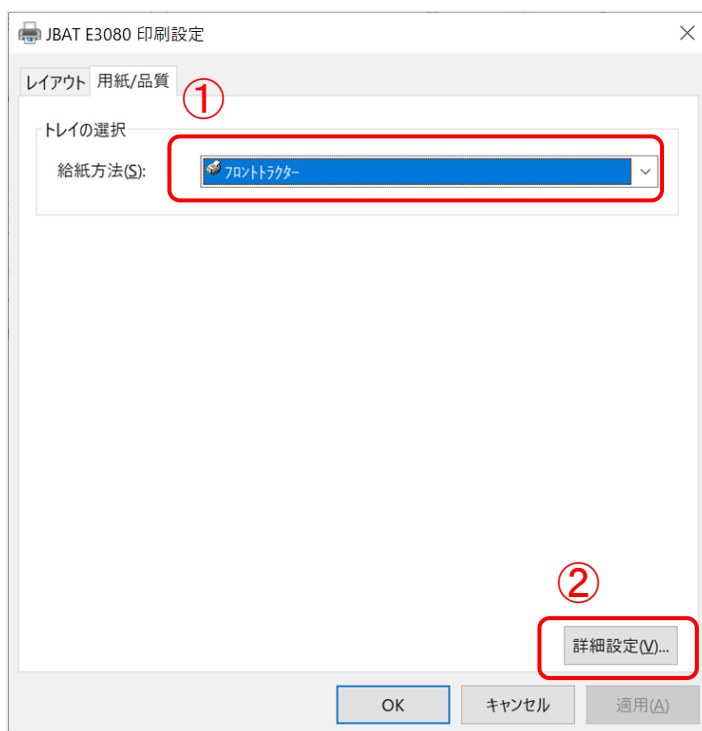 JBAT E3080 印刷設定
レイアウト 用紙/品質
①
トレイの選択
給紙方法(S): ﾌﾛﾝﾄﾄﾗｸﾀｰ
②
詳細設定(V)...
OK キャンセル 適用(A)